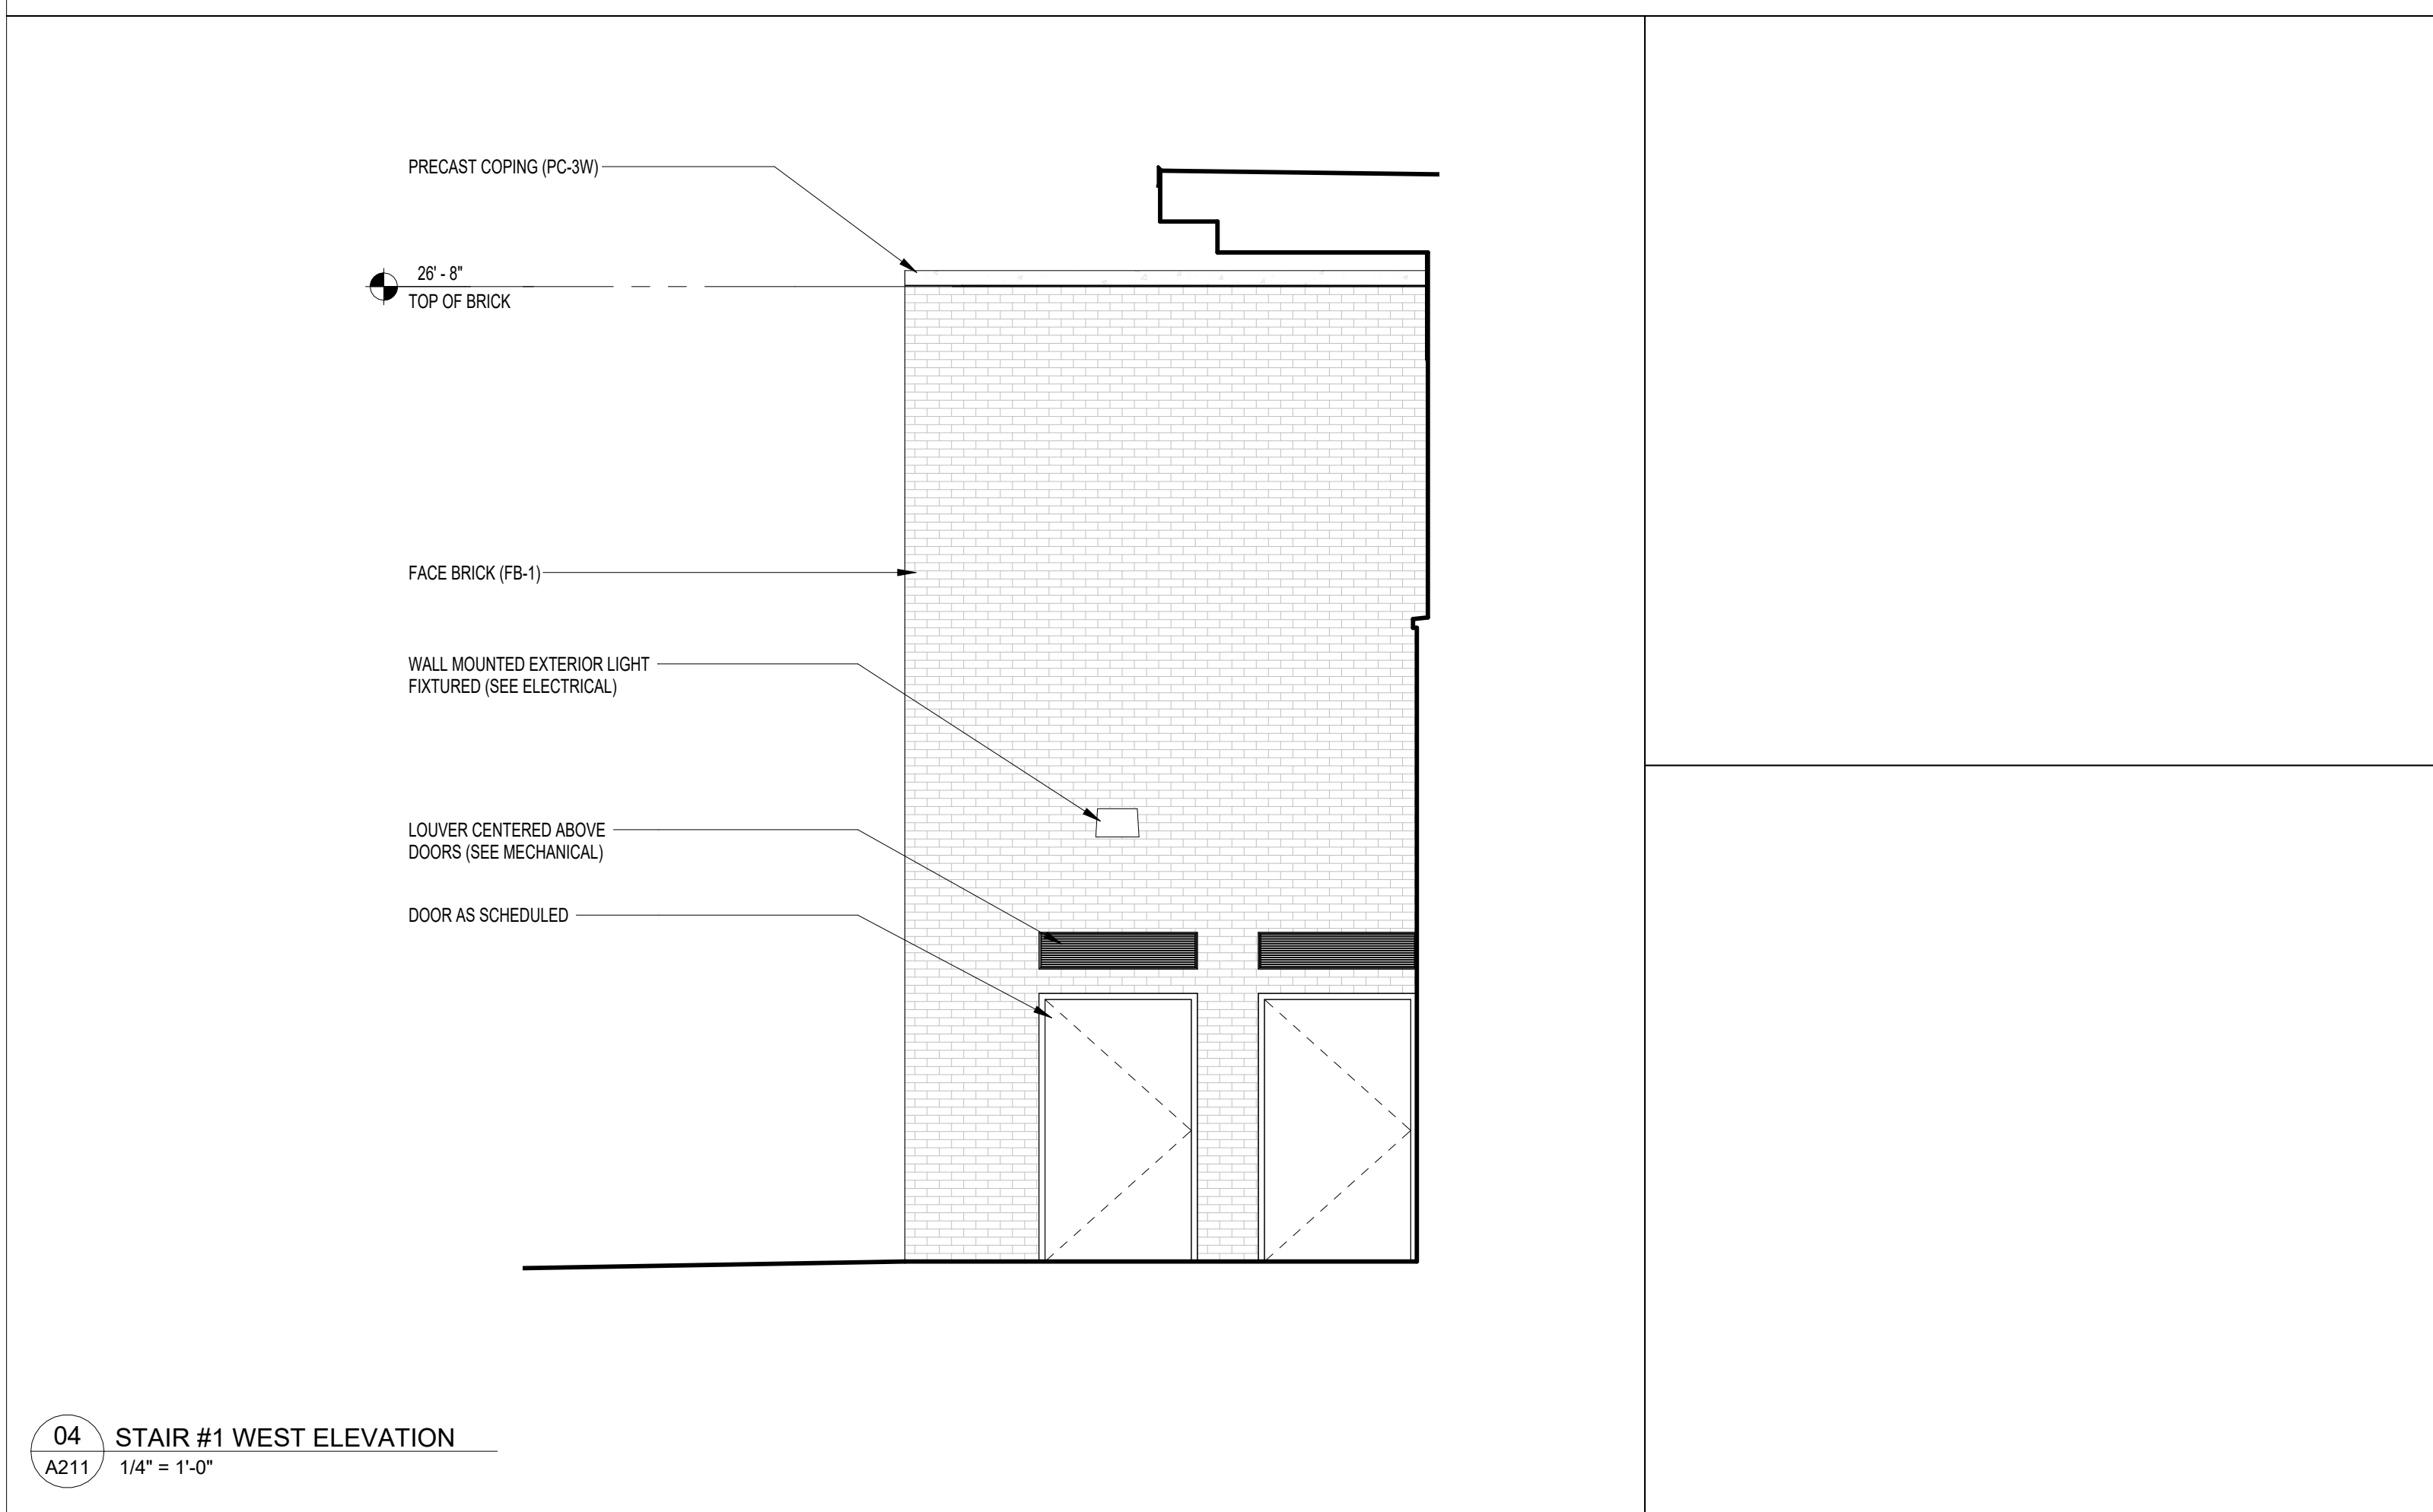 PRECAST COPING (PC-3W)
26' - 8"
TOP OF BRICK
FACE BRICK (FB-1)
WALL MOUNTED EXTERIOR LIGHT
FIXTURED (SEE ELECTRICAL)
LOUVER CENTERED ABOVE
DOORS (SEE MECHANICAL)
DOOR AS SCHEDULED
04
A211
STAIR #1 WEST ELEVATION
1/4" = 1'-0"